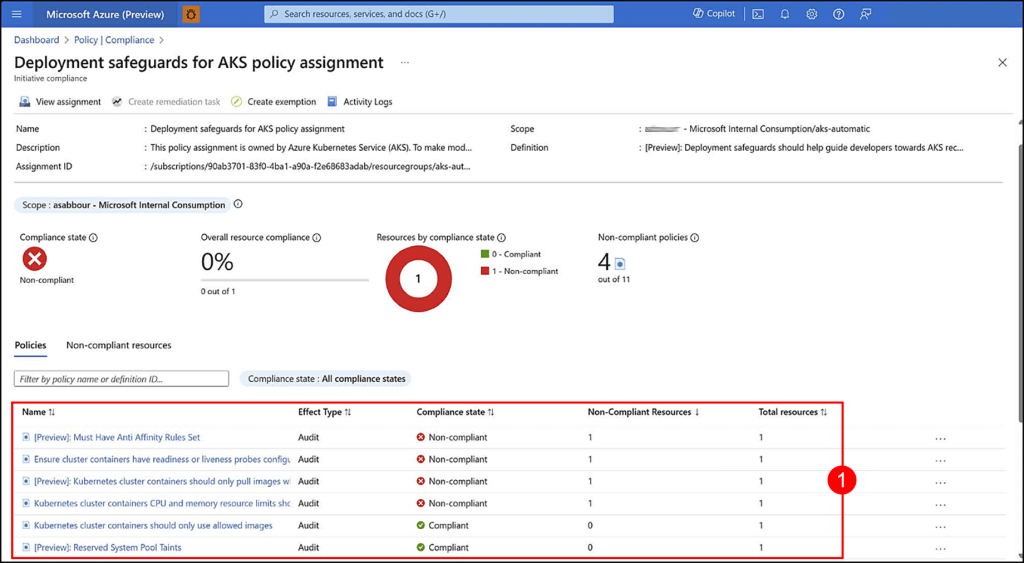 Microsoft Azure (Preview)
Search resources, services, and docs (G+/)
Copilot
Dashboard > Policy | Compliance >
Deployment safeguards for AKS policy assignment ...
Initiative compliance
View assignment Create remediation task Create exemption Activity Logs
Name : Deployment safeguards for AKS policy assignment
Scope : - Microsoft Internal Consumption/aks-automatic
Description : This policy assignment is owned by Azure Kubernetes Service (AKS). To make mod...
Definition : [Preview]: Deployment safeguards should help guide developers towards AKS rec...
Assignment ID : /subscriptions/90ab3701-83f0-4ba1-a90a-f2e68683adab/resourcegroups/aks-aut...
Scope : asabbour - Microsoft Internal Consumption
Compliance state Overall resource compliance Resources by compliance state Non-compliant policies
Non-compliant
0%
0 out of 1
1
0 - Compliant
1 - Non-compliant
4
out of 11
Policies Non-compliant resources
Filter by policy name or definition ID...
Compliance state : All compliance states
Name Effect Type Compliance state Non-Compliant Resources Total resources
[Preview]: Must Have Anti Affinity Rules Set Audit Non-compliant 1 1 ...
Ensure cluster containers have readiness or liveness probes configu Audit Non-compliant 1 1 ...
[Preview]: Kubernetes cluster containers should only pull images w Audit Non-compliant 1 1 ...
Kubernetes cluster containers CPU and memory resource limits sho Audit Non-compliant 1 1 ...
Kubernetes cluster containers should only use allowed images Audit Compliant 0 1 ...
[Preview]: Reserved System Pool Taints Audit Compliant 0 1 ...
1